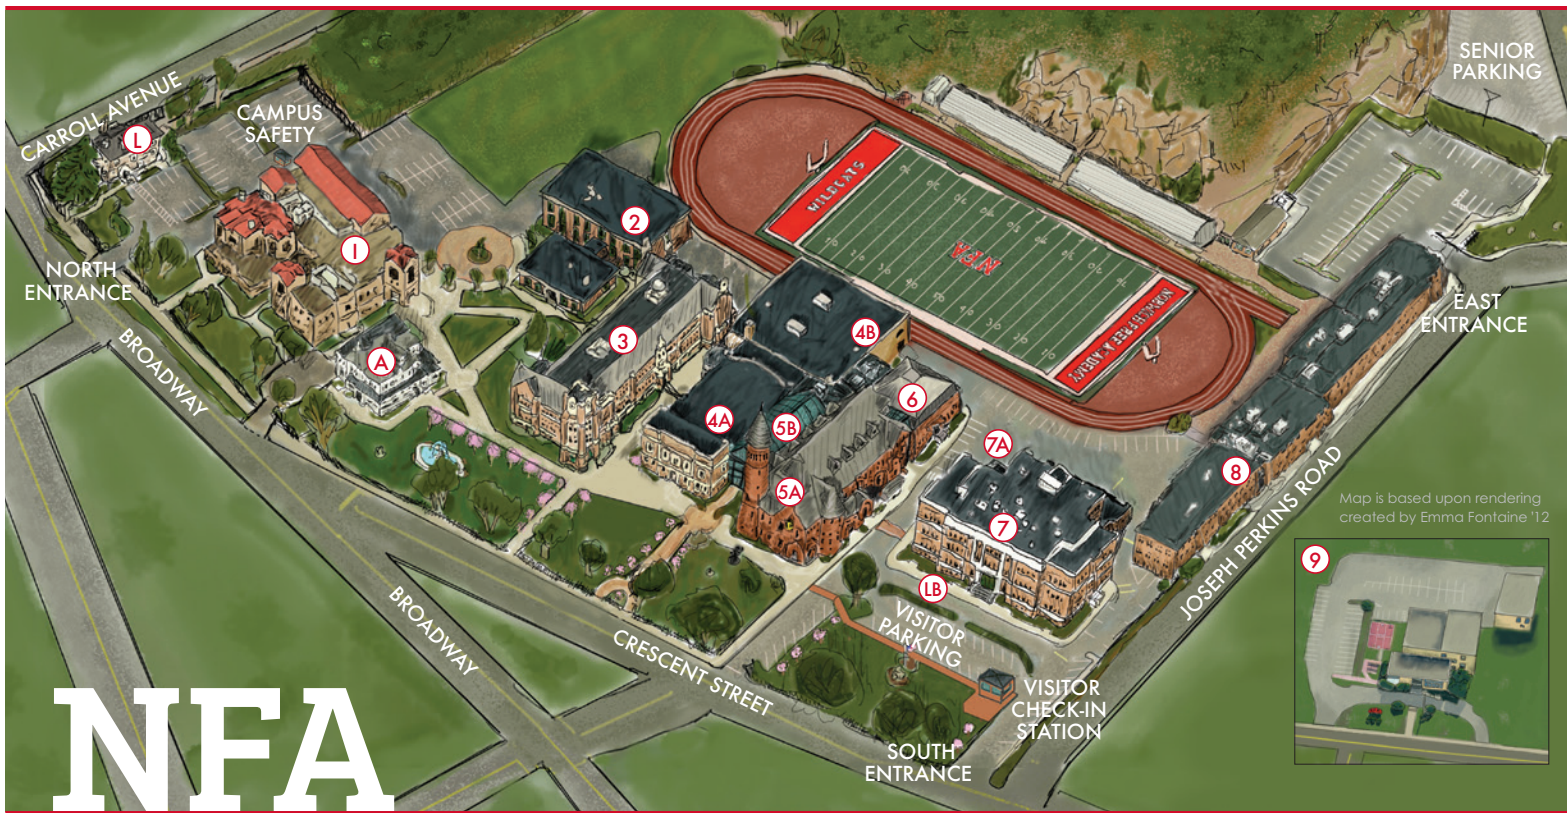 SENIOR
PARKING
CARROLL AVENUE
CAMPUS
SAFETY
L
WILDCATS
2
1
NFA
NORTH
ENTRANCE
EAST
ENTRANCE
3
4B
BROADWAY
A
6
4A
5B
7A
8
5A
7
JOSEPH PERKINS ROAD
Map is based upon rendering
created by Emma Fontaine '12
9
LB
BROADWAY
VISITOR
PARKING
CRESCENT STREET
VISITOR
CHECK-IN
STATION
SOUTH
ENTRANCE
NFA